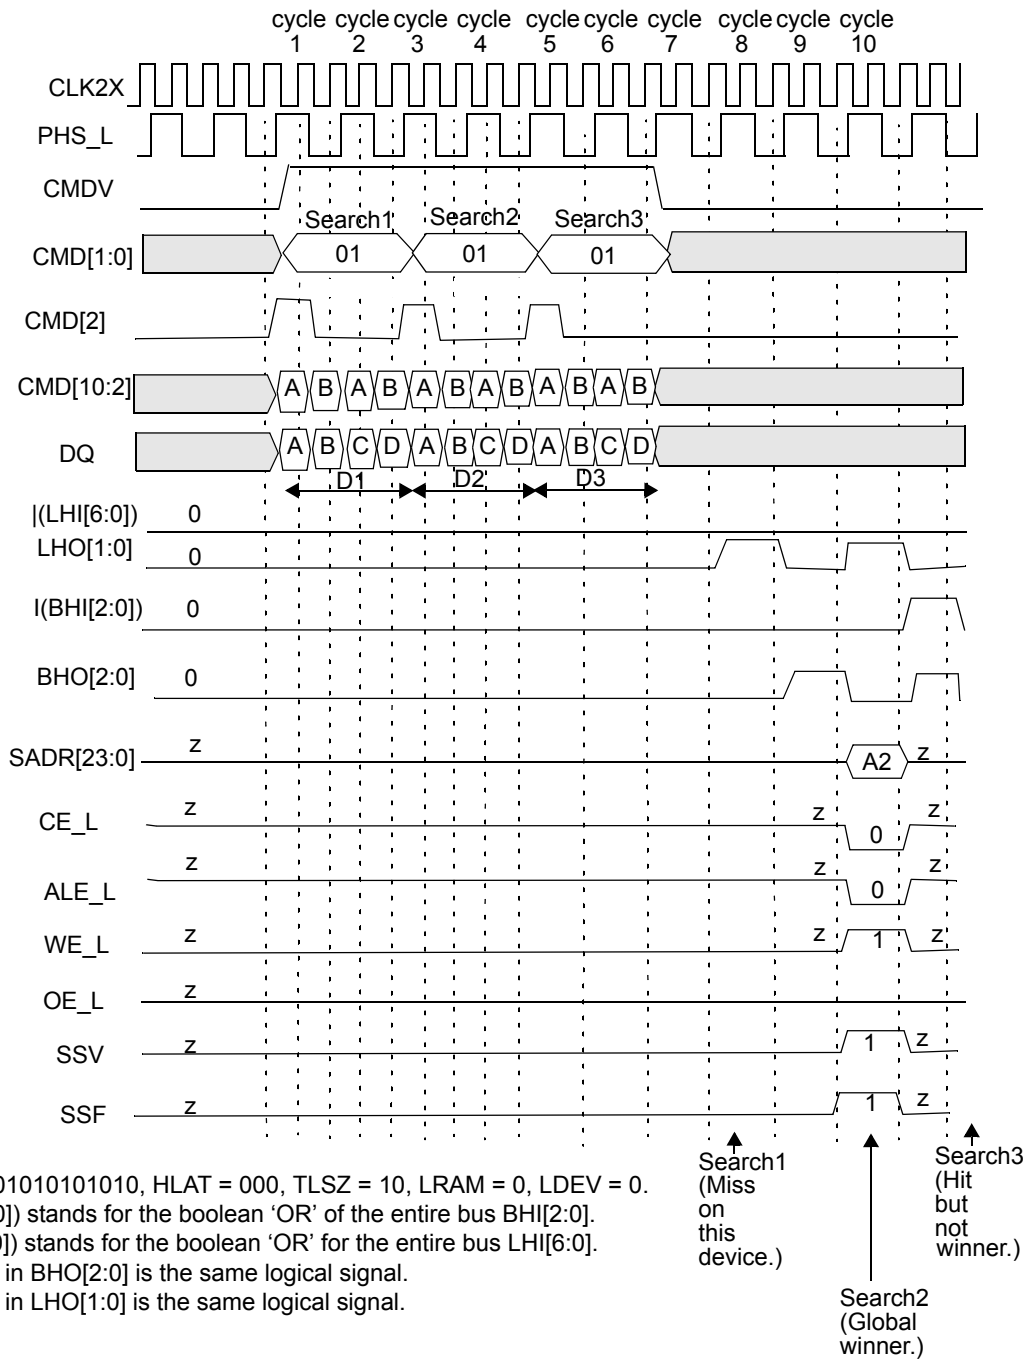 cycle cycle cycle cycle cycle cycle cycle cycle cycle cycle
1 2 3 4 5 6 7 8 9 10
CLK2X
PHS_L
CMDV
Search1 Search2 Search3
CMD[1:0] 01 01 01
CMD[2]
CMD[10:2] A B A B A B A B A B A B
DQ A B C D A B C D A B C D
D1 D2 D3
|(LHI[6:0]) 0
LHO[1:0] 0
I(BHI[2:0]) 0
BHO[2:0] 0
SADR[23:0] z A2 z
CE_L z z 0 z
ALE_L z z 0 z
WE_L z z 1 z
OE_L z
SSV z 1 z
SSF z 1 z
Search1
(Miss
on
this
device.)
Search3
(Hit
but
not
winner.)
Search2
(Global
winner.)
01010101010, HLAT = 000, TLSZ = 10, LRAM = 0, LDEV = 0.
0]) stands for the boolean ‘OR’ of the entire bus BHI[2:0].
0]) stands for the boolean ‘OR’ for the entire bus LHI[6:0].
in BHO[2:0] is the same logical signal.
in LHO[1:0] is the same logical signal.